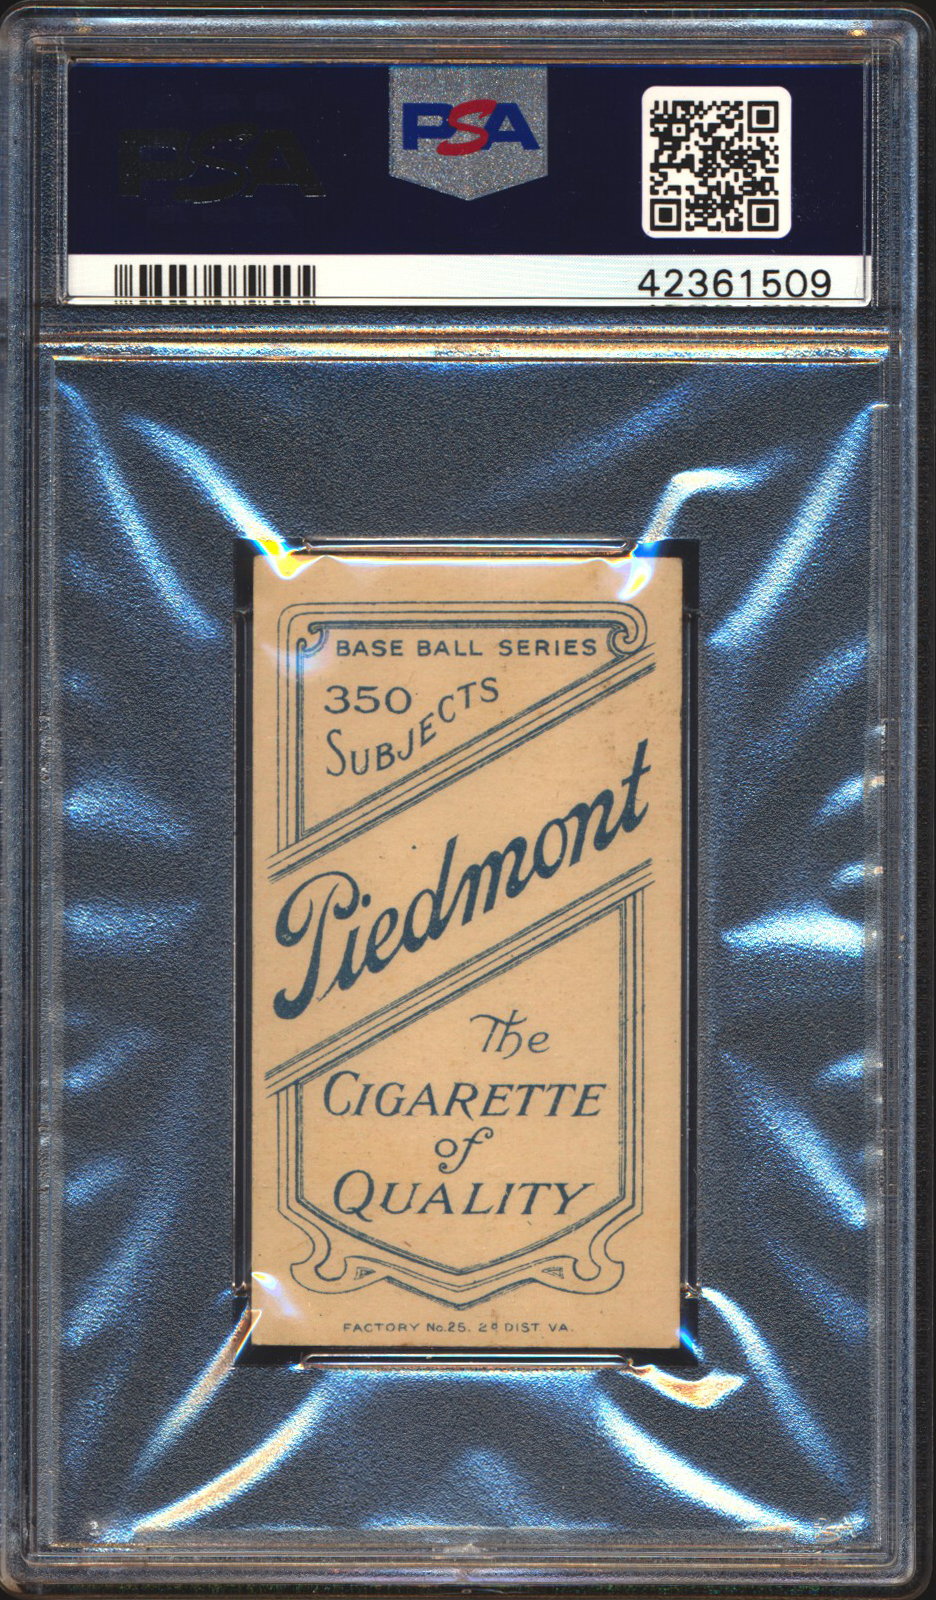 PSA
PSA
42361509
BASE BALL SERIES
350
SUBJECTS
Piedmont
The
CIGARETTE
of
QUALITY
FACTORY No.25. 2D DIST. VA.